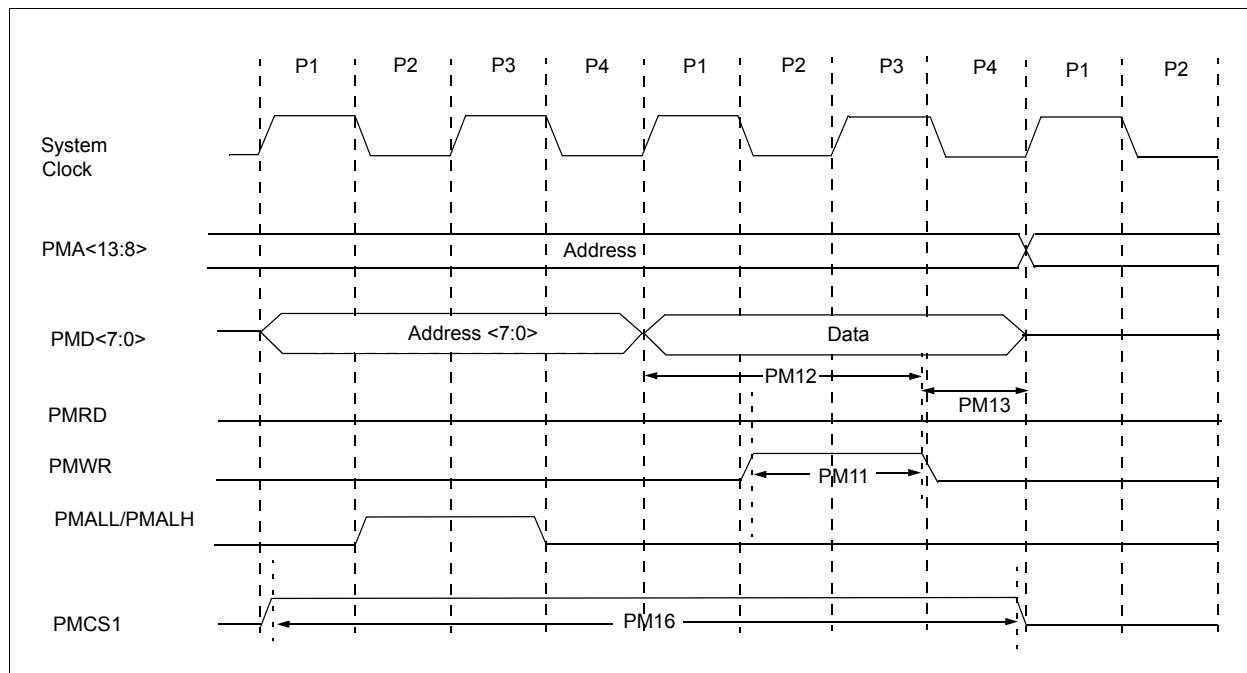 P1 P2 P3 P4 P1 P2 P3 P4 P1 P2
System
Clock
PMA<13:8>
Address
PMD<7:0>
Address <7:0>
Data
PM12
PM13
PMRD
PMWR
PM11
PMALL/PMALH
PMCS1
PM16